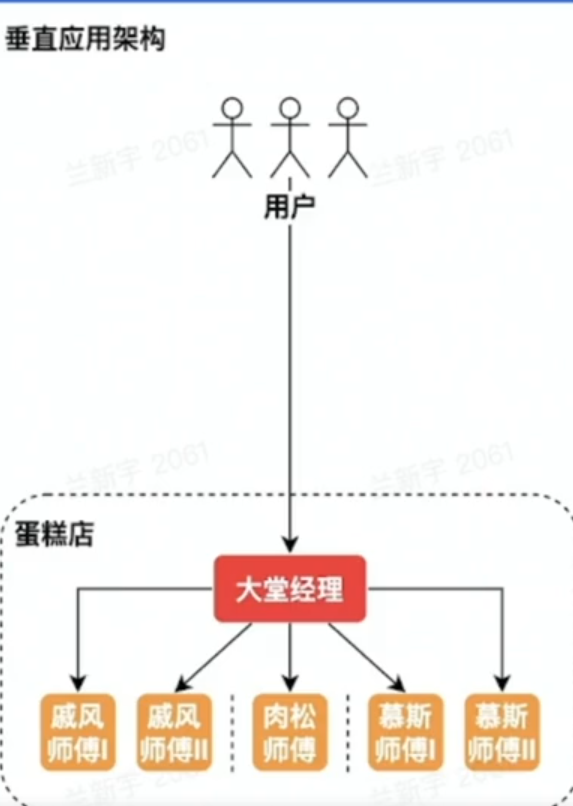 垂直应用架构
兰新宇 2061
兰新宇 2061
用户
兰新宇 2061
兰新宇 2061
蛋糕店
大堂经理
戚风
师傅I
戚风
师傅II
肉松
师傅
慕斯
师傅I
慕斯
师傅II